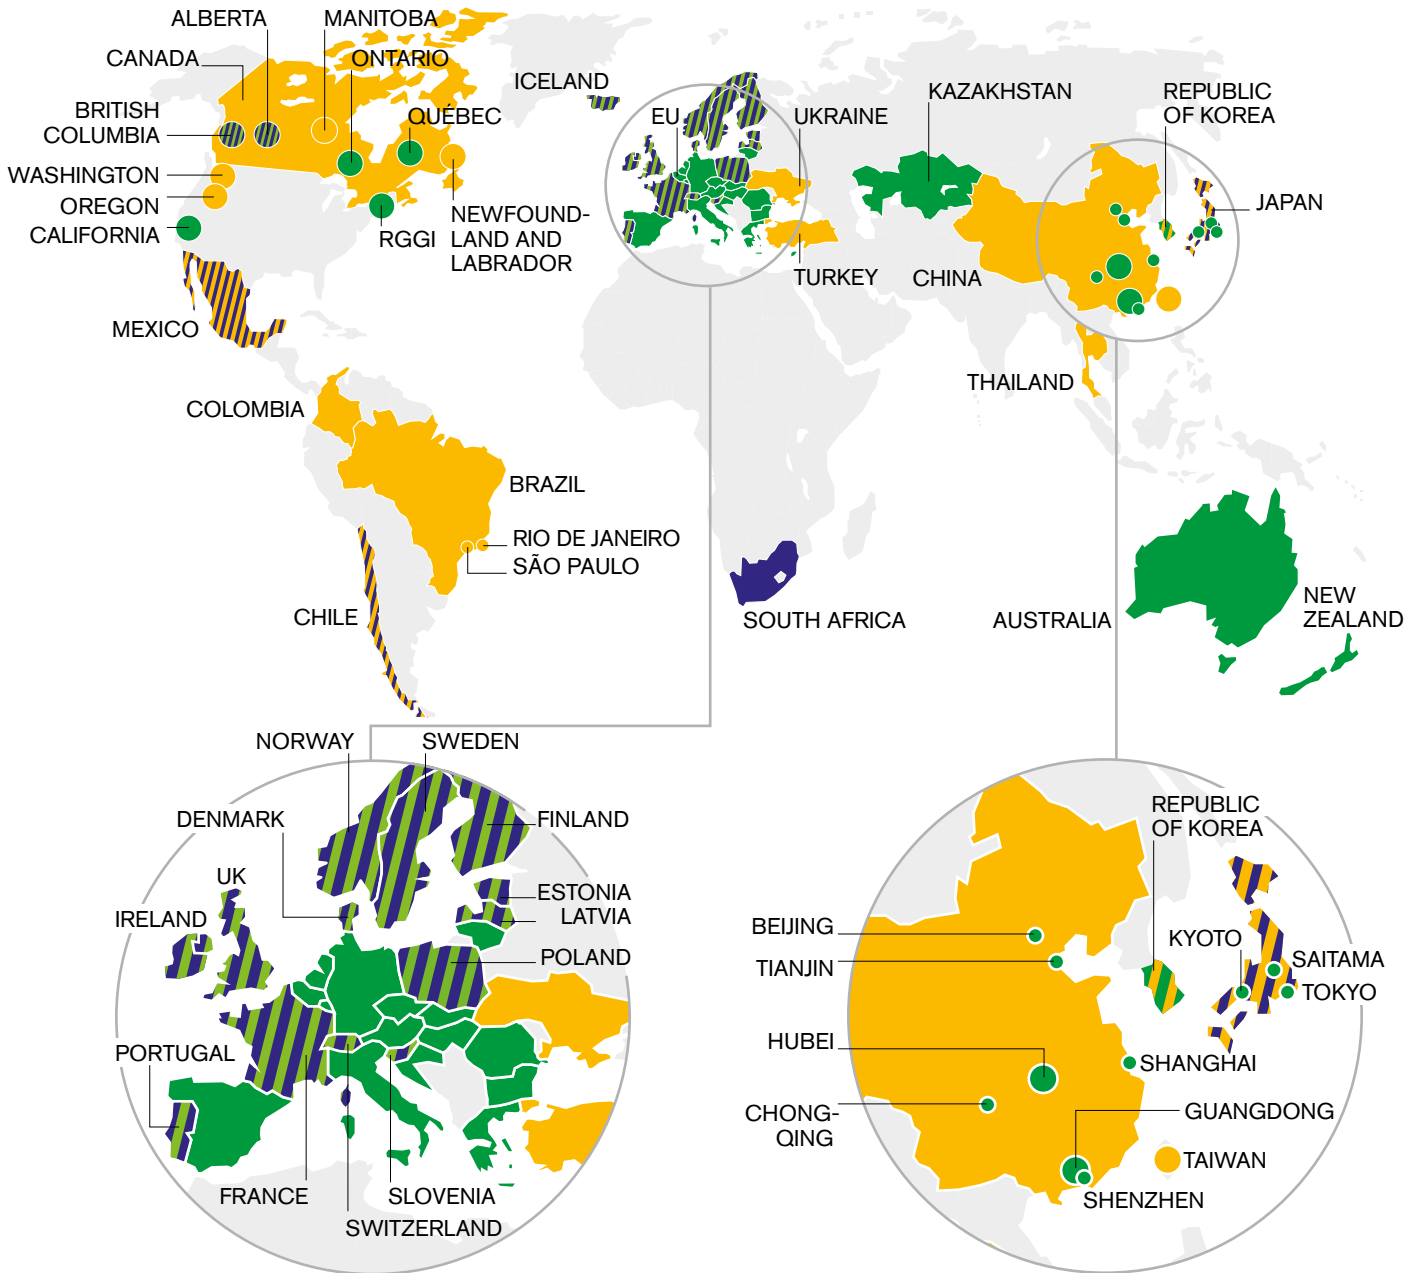 ALBERTA
MANITOBA
CANADA
ONTARIO
BRITISH
COLUMBIA
QUÉBEC
WASHINGTON
OREGON
CALIFORNIA
RGGI
NEWFOUND-
LAND AND
LABRADOR
MEXICO
ICELAND
EU
UKRAINE
TURKEY
KAZAKHSTAN
REPUBLIC
OF KOREA
JAPAN
CHINA
THAILAND
COLOMBIA
BRAZIL
RIO DE JANEIRO
SÃO PAULO
CHILE
SOUTH AFRICA
AUSTRALIA
NEW
ZEALAND
NORWAY
SWEDEN
DENMARK
FINLAND
UK
ESTONIA
IRELAND
LATVIA
POLAND
PORTUGAL
FRANCE
SLOVENIA
SWITZERLAND
REPUBLIC
OF KOREA
BEIJING
TIANJIN
KYOTO
SAITAMA
TOKYO
HUBEI
SHANGHAI
CHONG-
QING
GUANGDONG
TAIWAN
SHENZHEN